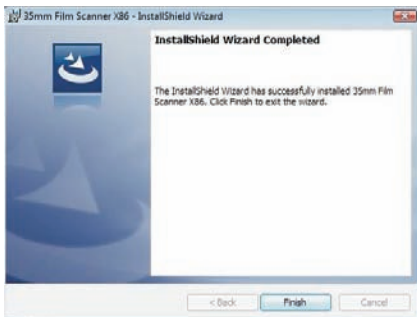 35mm Film Scanner X86 - InstallShield Wizard
InstallShield Wizard Completed
The InstallShield Wizard has successfully installed 35mm Film
Scanner X86. Click Finish to exit the wizard.
< Back
Finish
Cancel